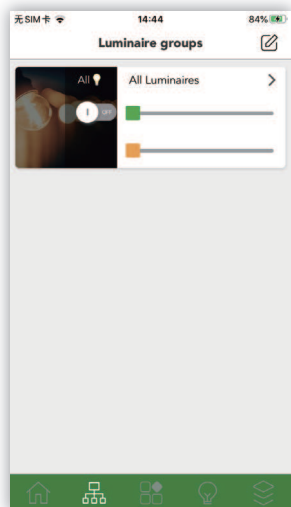 无SIM卡 14:44 84%
Luminaire groups
All
All Luminaires
OFF